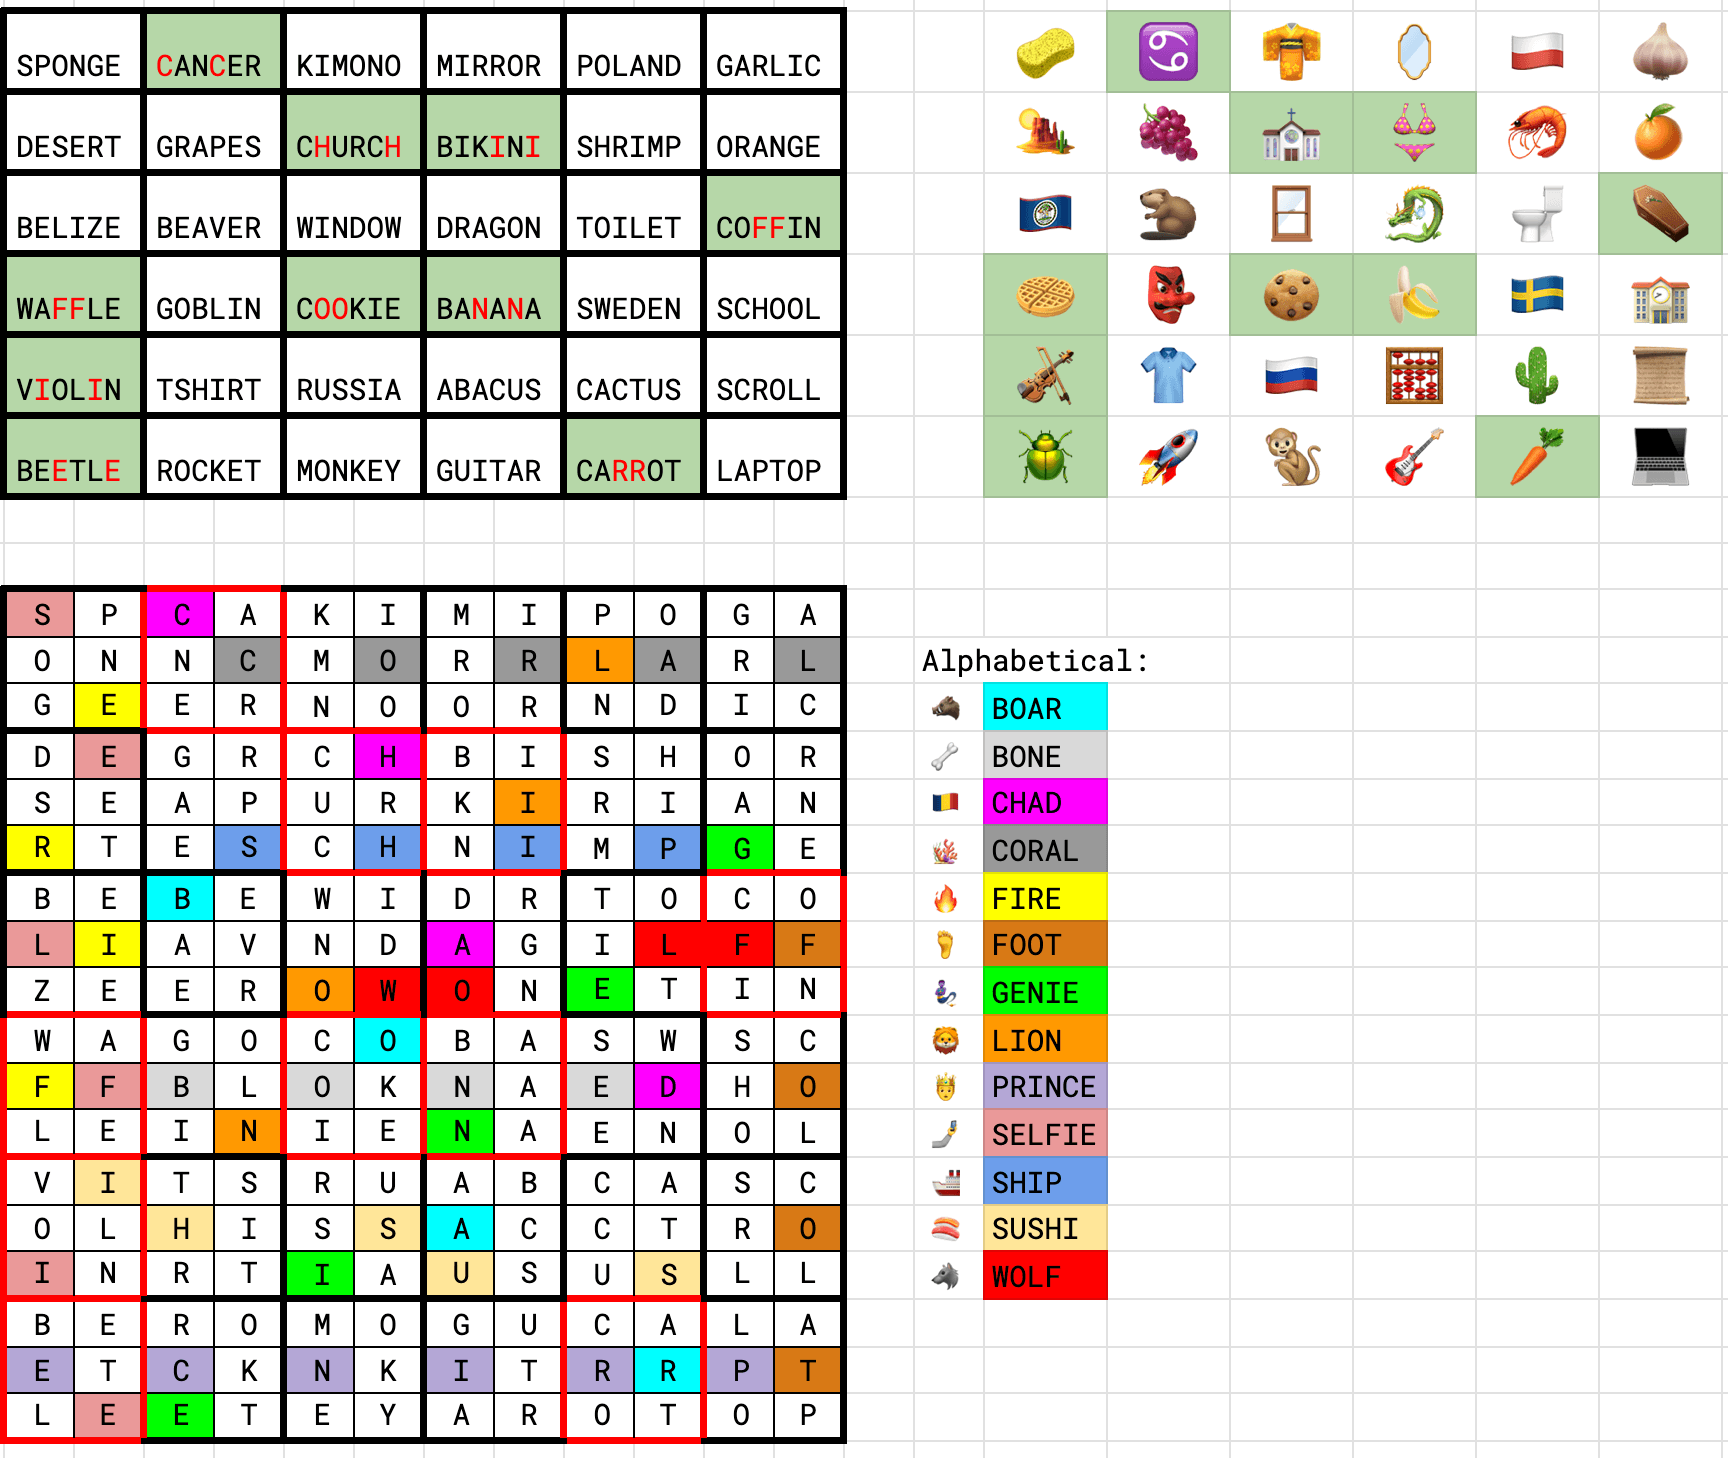 SPONGE CANCER KIMONO MIRROR POLAND GARLIC
DESERT GRAPES CHURCH BIKINI SHRIMP ORANGE
BELIZE BEAVER WINDOW DRAGON TOILET COFFIN
WAFFLE GOBLIN COOKIE BANANA SWEDEN SCHOOL
VIOLIN TSHIRT RUSSIA ABACUS CACTUS SCROLL
BEETLE ROCKET MONKEY GUITAR CARROT LAPTOP
S P C A K I M I P O G A
O N N C M O R R L A R L
G E E R N O O R N D I C
D E G R C H B I S H O R
S E A P U R K I R I A N
R T E S C H N I M P G E
B E B E W I D R T O C O
L I A V N D A G I L F F
Z E E R O W O N E T I N
W A G O C O B A S W S C
F F B L O K N A E D H O
L E I N I E N A E N O L
V I T S R U A B C A S C
O L H I S S A C C T R O
I N R T I A U S U S L L
B E R O M O G U C A L A
E T C K N K I T R R P T
L E E T E Y A R O T O P
Alphabetical:
BOAR
BONE
CHAD
CORAL
FIRE
FOOT
GENIE
LION
PRINCE
SELFIE
SHIP
SUSHI
WOLF